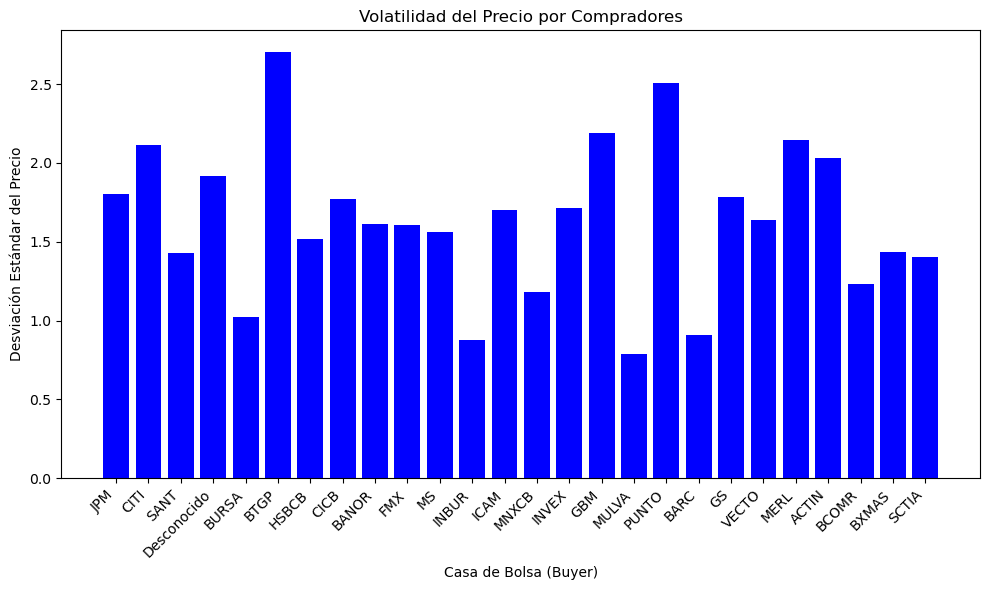 Volatilidad del Precio por Compradores
Desviación Estándar del Precio
2.5
2.0
1.5
1.0
0.5
0.0
JPM
CITI
SANT
Desconocido
BURSA
BTGP
HSBCB
CICB
BANOR
FMX
MS
INBUR
ICAM
MNXCB
INVEX
GBM
MULVA
PUNTO
BARC
GS
VECTO
MERL
ACTIN
BCOMR
BXMAS
SCTIA
Casa de Bolsa (Buyer)